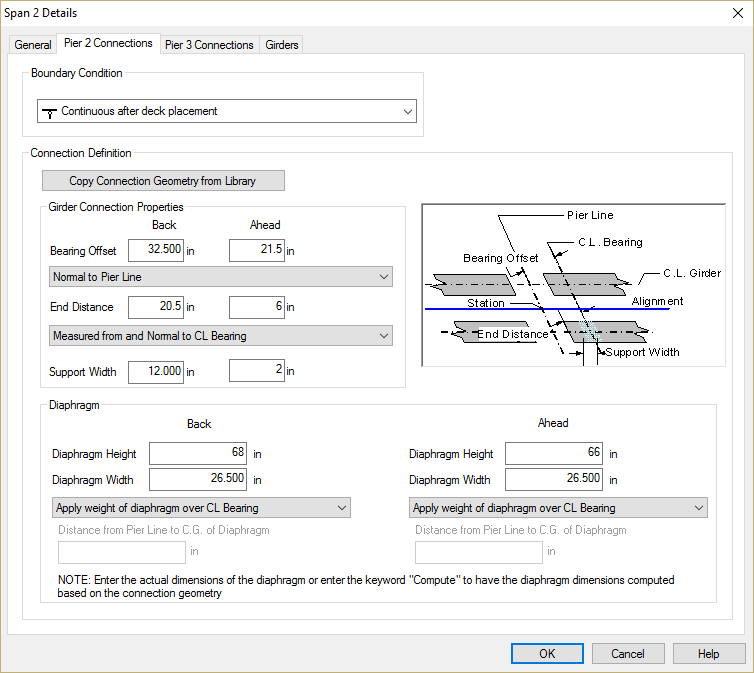 Span 2 Details
General
Pier 2 Connections
Pier 3 Connections
Girders
Boundary Condition
Continuous after deck placement
Connection Definition
Copy Connection Geometry from Library
Girder Connection Properties
Back Ahead
Bearing Offset 32.500 in 21.5 in
Normal to Pier Line
End Distance 20.5 in 6 in
Measured from and Normal to CL Bearing
Support Width 12.000 in 2 in
Pier Line
C.L. Bearing
Bearing Offset
C.L. Girder
Station
Alignment
End Distance
Support Width
Diaphragm
Back Ahead
Diaphragm Height 68 in Diaphragm Height 66 in
Diaphragm Width 26.500 in Diaphragm Width 26.500 in
Apply weight of diaphragm over CL Bearing Apply weight of diaphragm over CL Bearing
Distance from Pier Line to C.G. of Diaphragm Distance from Pier Line to C.G. of Diaphragm
in in
NOTE: Enter the actual dimensions of the diaphragm or enter the keyword "Compute" to have the diaphragm dimensions computed
based on the connection geometry
OK Cancel Help